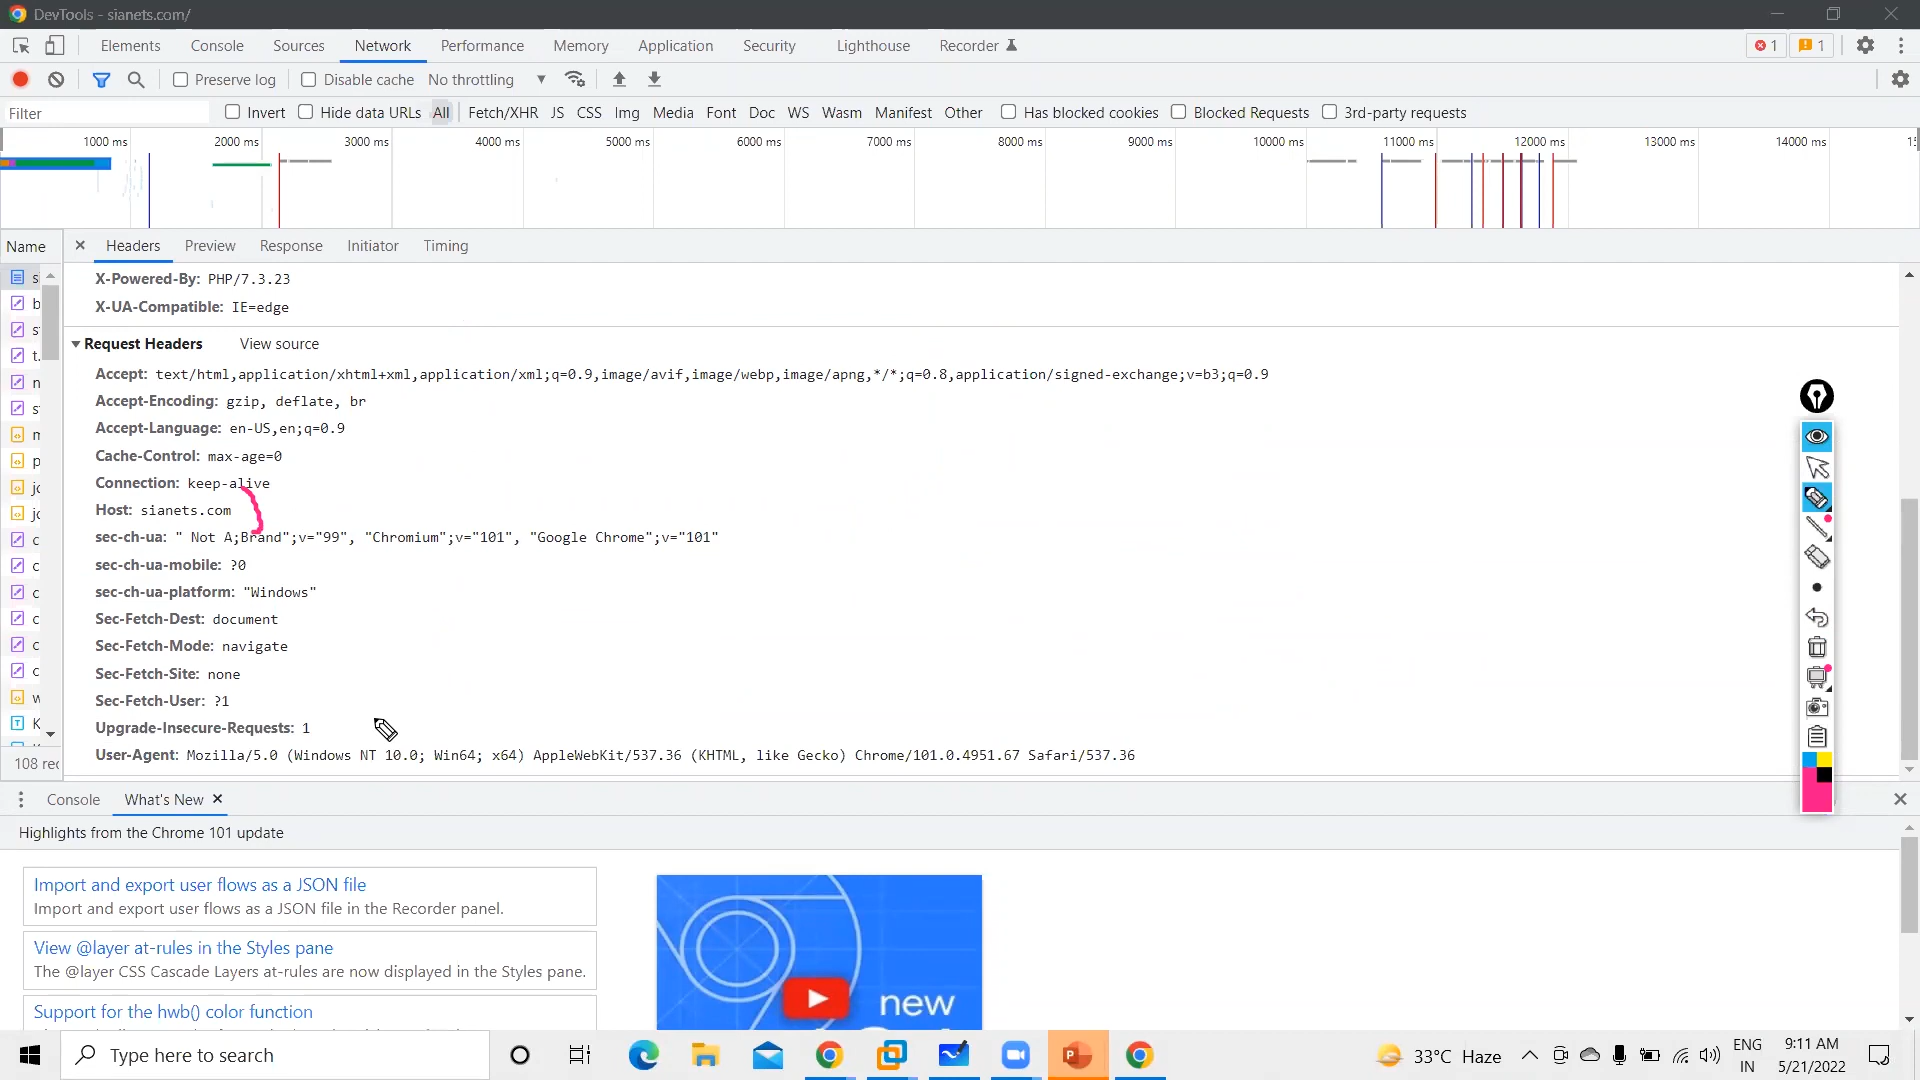 DevTools - sianets.com/
Elements Console Sources Network Performance Memory Application Security Lighthouse Recorder 1 1
Preserve log Disable cache No throttling
Filter Invert Hide data URLs All Fetch/XHR JS CSS Img Media Font Doc WS Wasm Manifest Other Has blocked cookies Blocked Requests 3rd-party requests
1000 ms 2000 ms 3000 ms 4000 ms 5000 ms 6000 ms 7000 ms 8000 ms 9000 ms 10000 ms 11000 ms 12000 ms 13000 ms 14000 ms
Name Headers Preview Response Initiator Timing
X-Powered-By: PHP/7.3.23
X-UA-Compatible: IE=edge
Request Headers View source
Accept: text/html,application/xhtml+xml,application/xml;q=0.9,image/avif,image/webp,image/apng,*/*;q=0.8,application/signed-exchange;v=b3;q=0.9
Accept-Encoding: gzip, deflate, br
Accept-Language: en-US,en;q=0.9
Cache-Control: max-age=0
Connection: keep-alive
Host: sianets.com
sec-ch-ua: " Not A;Brand";v="99", "Chromium";v="101", "Google Chrome";v="101"
sec-ch-ua-mobile: ?0
sec-ch-ua-platform: "Windows"
Sec-Fetch-Dest: document
Sec-Fetch-Mode: navigate
Sec-Fetch-Site: none
Sec-Fetch-User: ?1
Upgrade-Insecure-Requests: 1
User-Agent: Mozilla/5.0 (Windows NT 10.0; Win64; x64) AppleWebKit/537.36 (KHTML, like Gecko) Chrome/101.0.4951.67 Safari/537.36
108 rec
Console What's New
Highlights from the Chrome 101 update
Import and export user flows as a JSON file
Import and export user flows as a JSON file in the Recorder panel.
View @layer at-rules in the Styles pane
The @layer CSS Cascade Layers at-rules are now displayed in the Styles pane.
Support for the hwb() color function
new
Type here to search
33°C Haze
ENG
IN
9:11 AM
5/21/2022